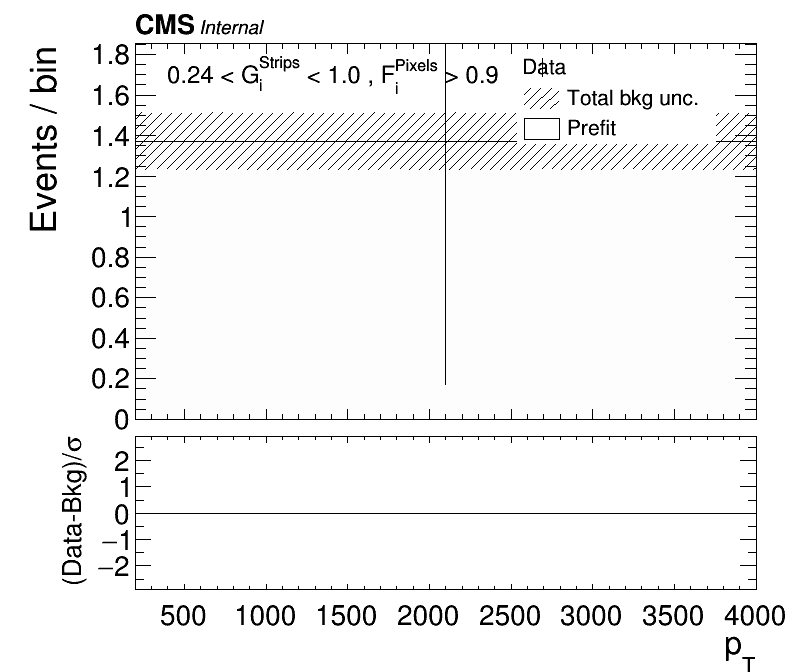 CMS Internal
Events / bin
1.8
1.6
1.4
1.2
1
0.8
0.6
0.4
0.2
0
0.24 < G_i^Strips < 1.0 , F_i^Pixels > 0.9
Data
Total bkg unc.
Prefit
(Data-Bkg)/σ
2
1
0
−1
−2
500 1000 1500 2000 2500 3000 3500 4000
p_T